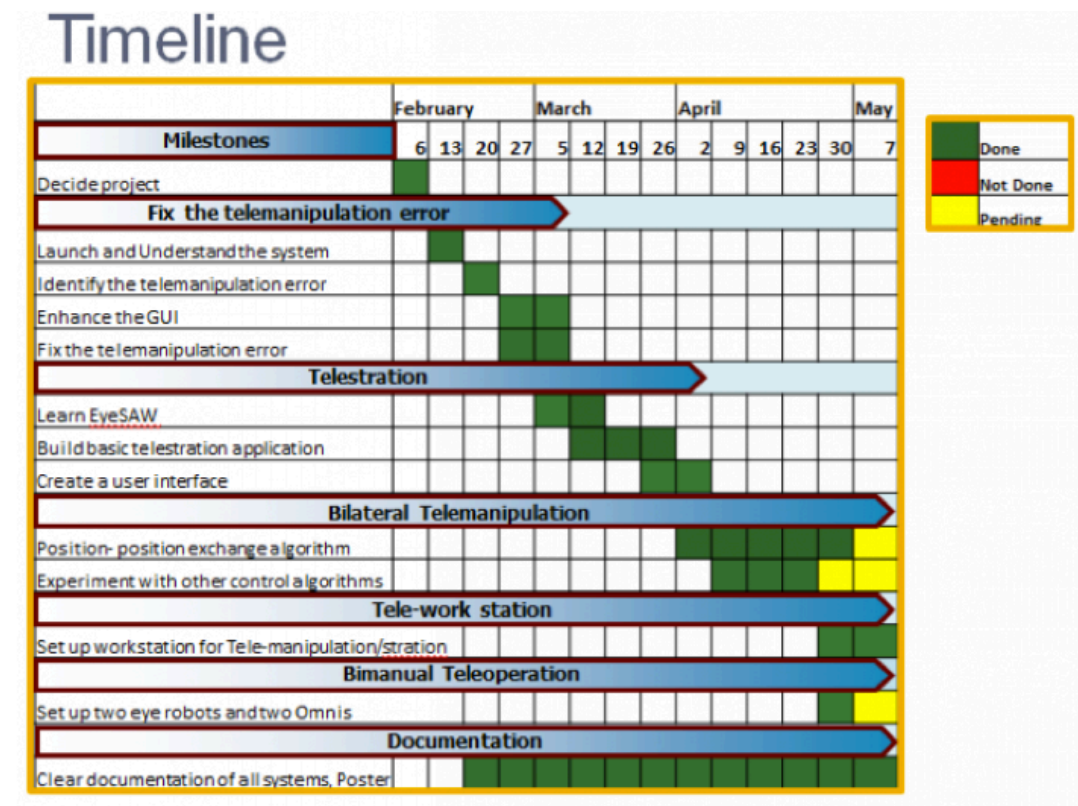 Timeline
February March April May
Milestones 6 13 20 27 5 12 19 26 2 9 16 23 30 7
Decide project
Fix the telemanipulation error
Launch and Understand the system
Identify the telemanipulation error
Enhance the GUI
Fix the telemanipulation error
Telestration
Learn EyeSAW
Build basic telestration application
Create a user interface
Bilateral Telemanipulation
Position- position exchange algorithm
Experiment with other control algorithms
Tele-work station
Set up workstation for Tele-manipulation/stration
Bimanual Teleoperation
Set up two eye robots and two Omnis
Documentation
Clear documentation of all systems, Poster
Done
Not Done
Pending